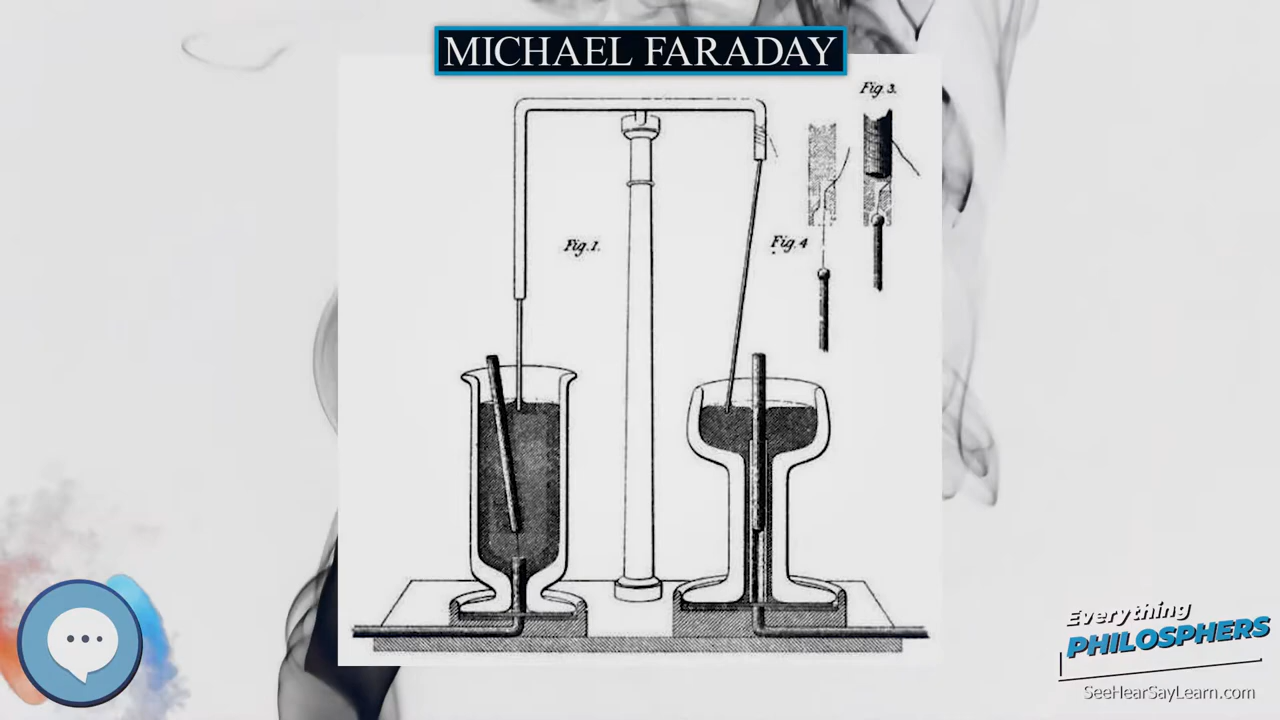 MICHAEL FARADAY
Fig. 3.
Fig. 1.
Fig. 4
Everything
PHILOSPHERS
SeeHearSayLearn.com